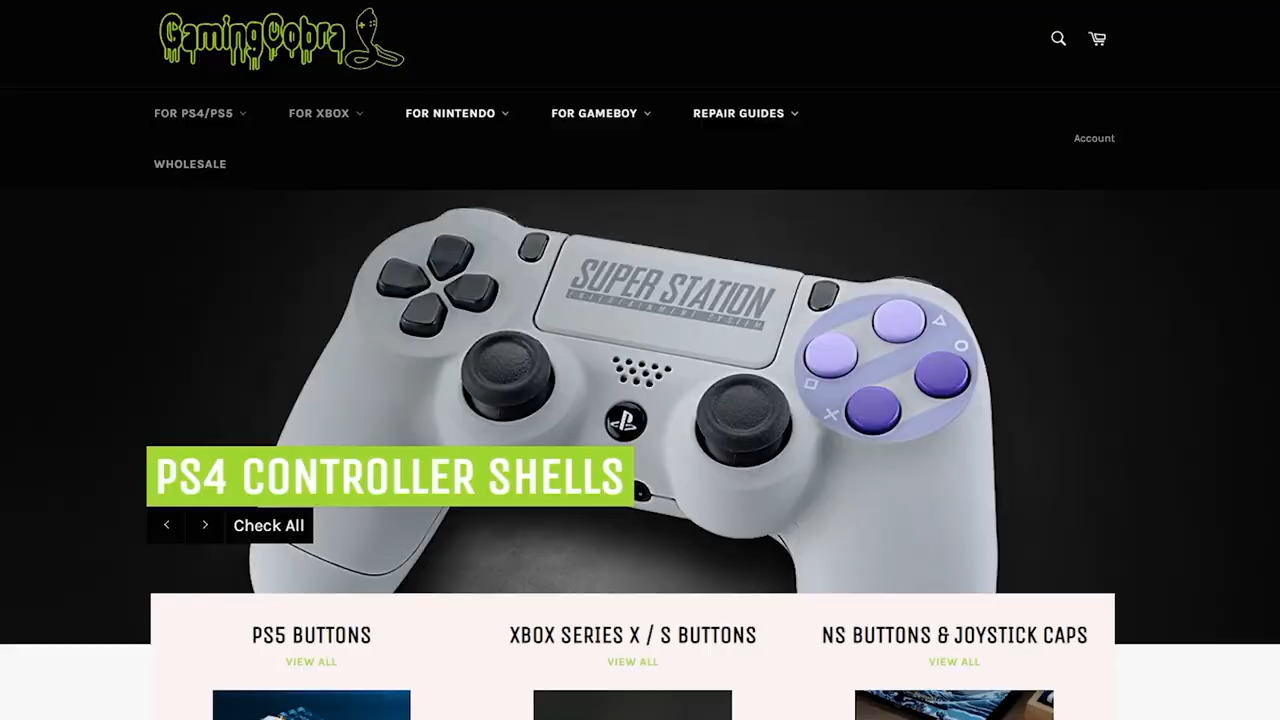 GamingCobra
FOR PS4/PS5
FOR XBOX
FOR NINTENDO
FOR GAMEBOY
REPAIR GUIDES
Account
WHOLESALE
SUPER STATION
ENTERTAINMENT SYSTEM
PS4 CONTROLLER SHELLS
Check All
PS5 BUTTONS
XBOX SERIES X / S BUTTONS
NS BUTTONS & JOYSTICK CAPS
VIEW ALL
VIEW ALL
VIEW ALL